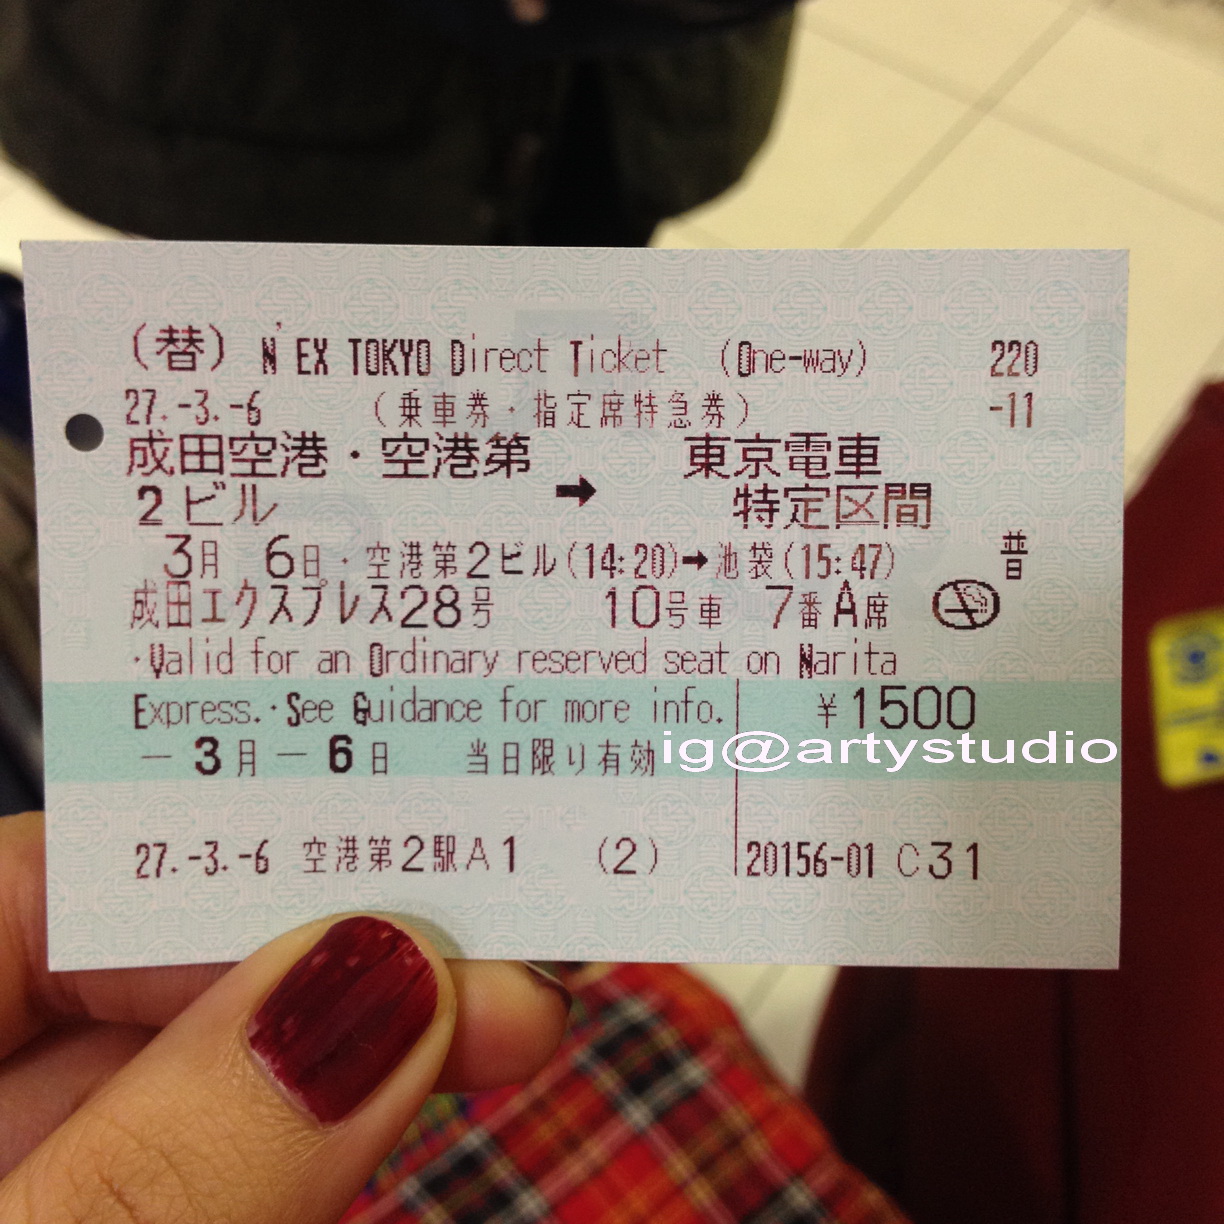 (替) N'EX TOKYO Direct Ticket (One-way) 220
27.-3.-6 (乗車券・指定席特急券) -11
成田空港・空港第2ビル → 東京電車特定区間
3月 6日・空港第2ビル(14:20)➡池袋(15:47) 普
成田エクスプレス28号 10号車 7番A席
・Valid for an Ordinary reserved seat on Narita
Express.・See Guidance for more info. ¥1500
-3月-6日 当日限り有効
ig@artystudio
27.-3.-6 空港第2駅A1 (2) 20156-01 C31